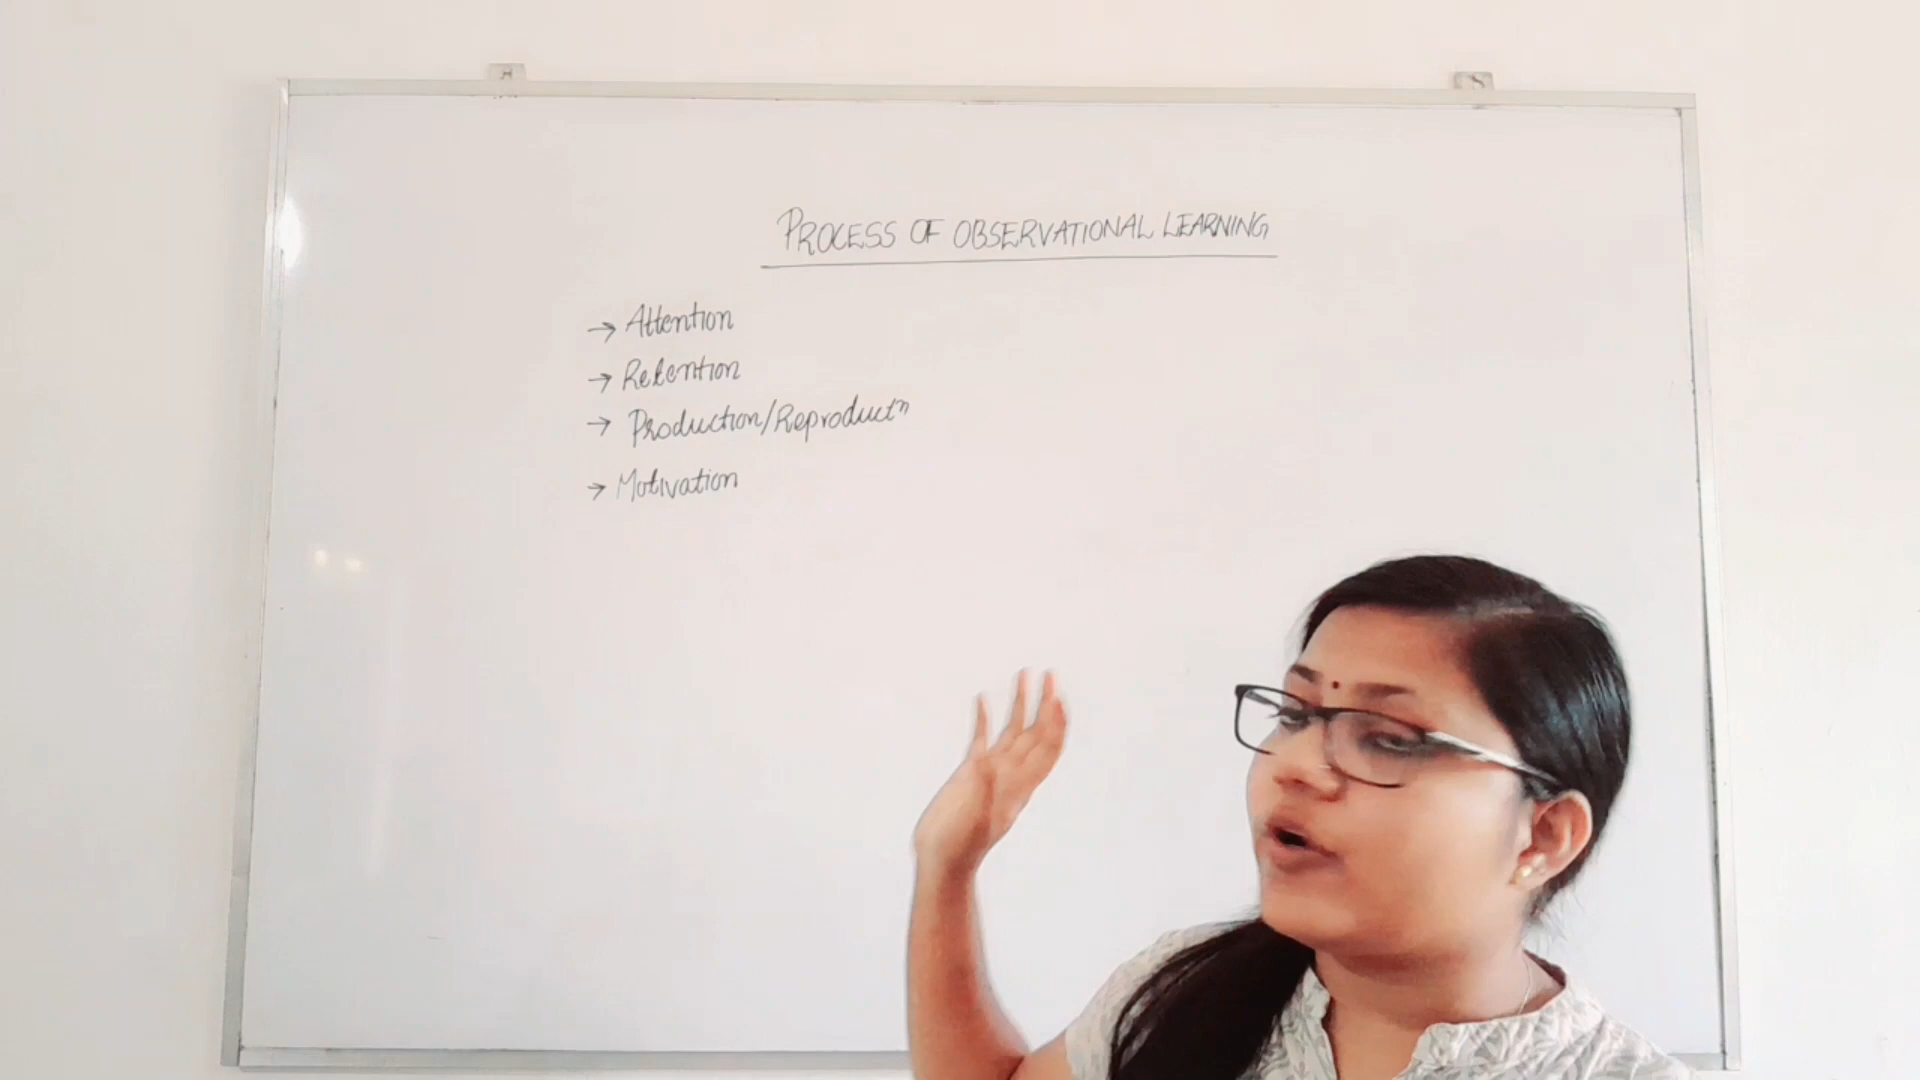 PROCESS OF OBSERVATIONAL LEARNING
→ Attention
→ Retention
→ Production/Reproductn
→ Motivation